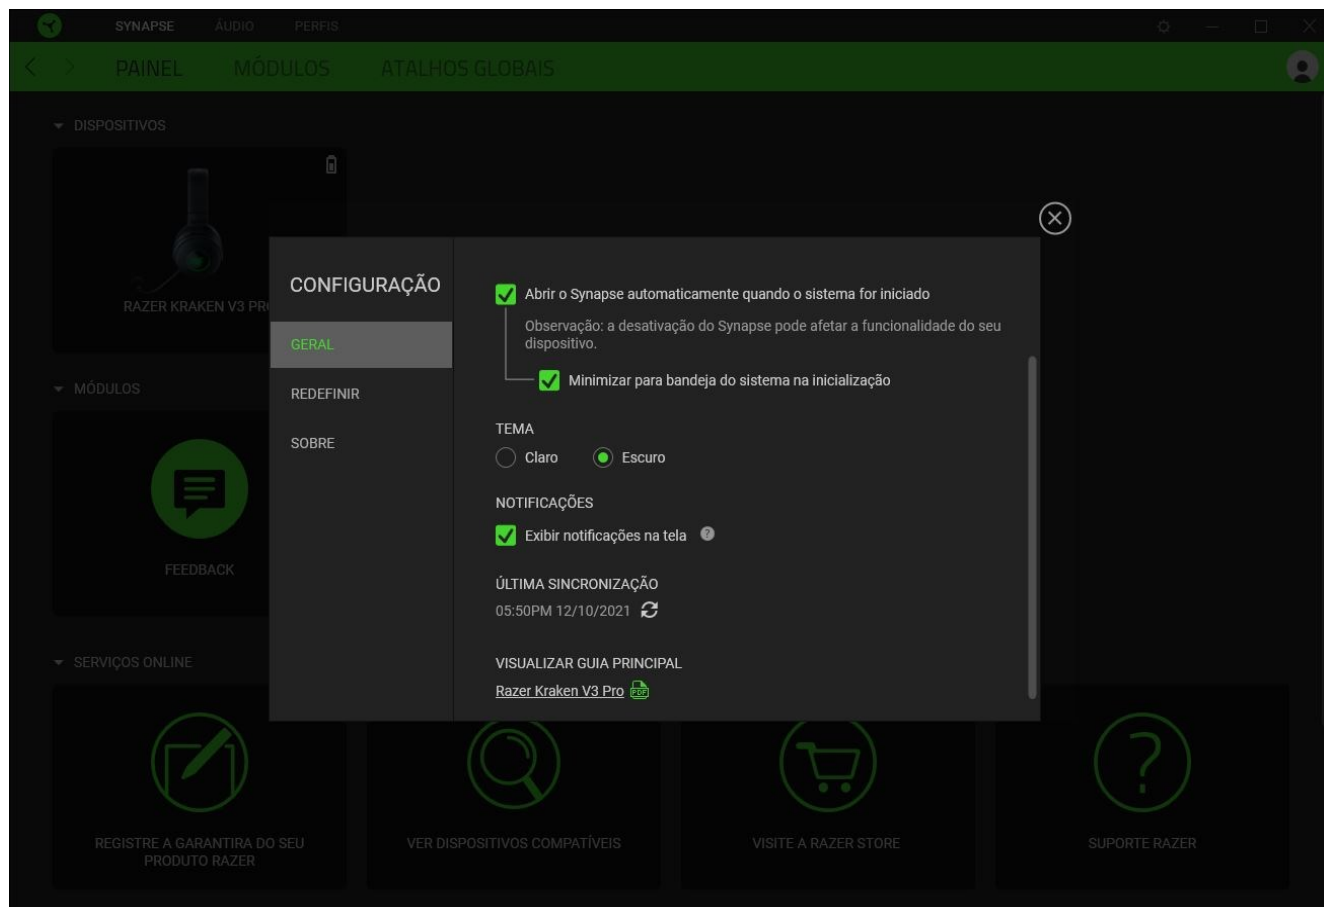 SYNAPSE ÁUDIO PERFIS
PAINEL MÓDULOS ATALHOS GLOBAIS
DISPOSITIVOS
RAZER KRAKEN V3 PR
MÓDULOS
FEEDBACK
CONFIGURAÇÃO
GERAL
REDEFINIR
SOBRE
Abrir o Synapse automaticamente quando o sistema for iniciado
Observação: a desativação do Synapse pode afetar a funcionalidade do seu
dispositivo.
Minimizar para bandeja do sistema na inicialização
TEMA
Claro Escuro
NOTIFICAÇÕES
Exibir notificações na tela ?
ÚLTIMA SINCRONIZAÇÃO
05:50PM 12/10/2021
VISUALIZAR GUIA PRINCIPAL
Razer Kraken V3 Pro PDF
SERVIÇOS ONLINE
REGISTRE A GARANTIRA DO SEU
PRODUTO RAZER
VER DISPOSITIVOS COMPATÍVEIS
VISITE A RAZER STORE
?
SUPORTE RAZER